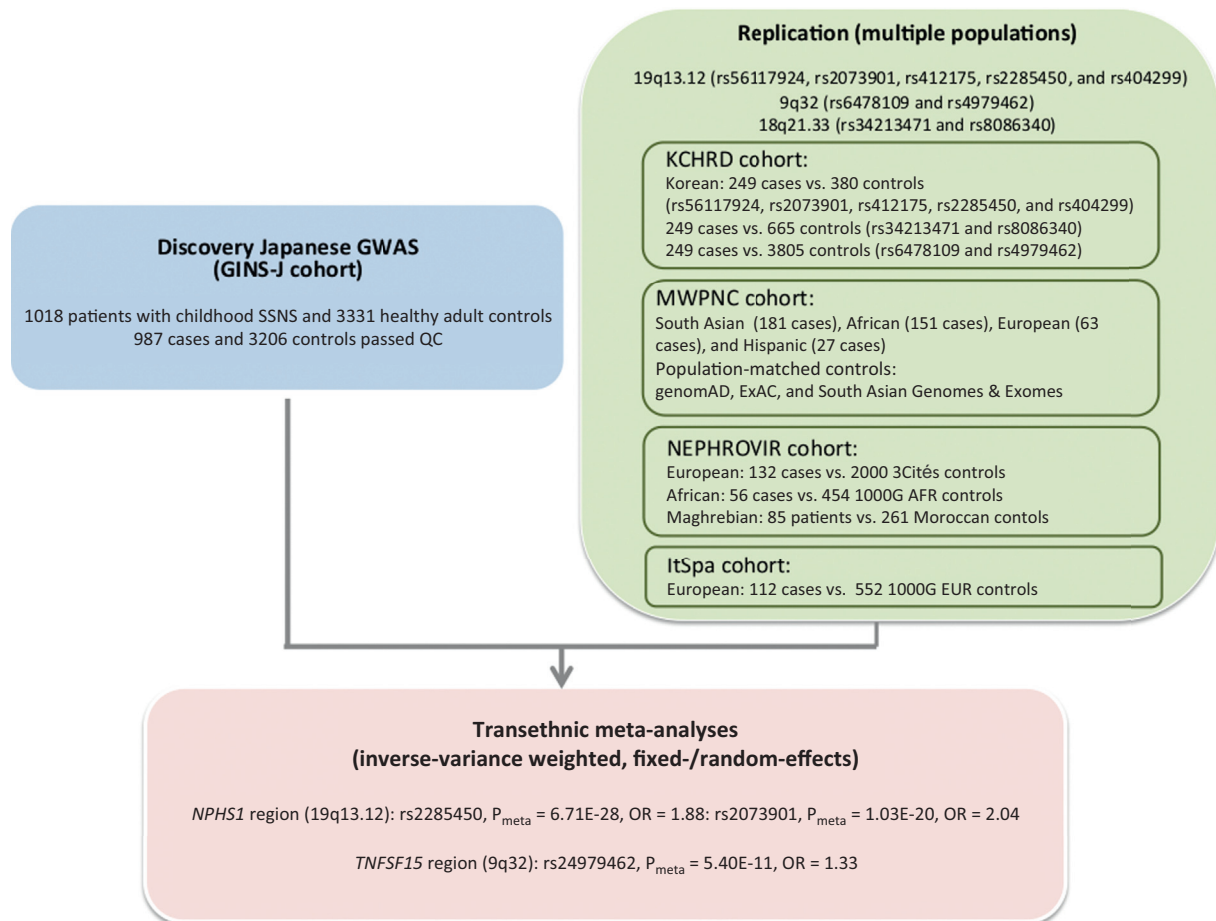 Discovery Japanese GWAS
(GINS-J cohort)
1018 patients with childhood SSNS and 3331 healthy adult controls
987 cases and 3206 controls passed QC
Replication (multiple populations)
19q13.12 (rs56117924, rs2073901, rs412175, rs2285450, and rs404299)
9q32 (rs6478109 and rs4979462)
18q21.33 (rs34213471 and rs8086340)
KCHRD cohort:
Korean: 249 cases vs. 380 controls
(rs56117924, rs2073901, rs412175, rs2285450, and rs404299)
249 cases vs. 665 controls (rs34213471 and rs8086340)
249 cases vs. 3805 controls (rs6478109 and rs4979462)
MWPNC cohort:
South Asian (181 cases), African (151 cases), European (63
cases), and Hispanic (27 cases)
Population-matched controls:
genomAD, ExAC, and South Asian Genomes & Exomes
NEPHROVIR cohort:
European: 132 cases vs. 2000 3Cités controls
African: 56 cases vs. 454 1000G AFR controls
Maghrebian: 85 patients vs. 261 Moroccan contols
ItSpa cohort:
European: 112 cases vs. 552 1000G EUR controls
Transethnic meta-analyses
(inverse-variance weighted, fixed-/random-effects)
NPHS1 region (19q13.12): rs2285450, Pmeta = 6.71E-28, OR = 1.88: rs2073901, Pmeta = 1.03E-20, OR = 2.04
TNFSF15 region (9q32): rs24979462, Pmeta = 5.40E-11, OR = 1.33